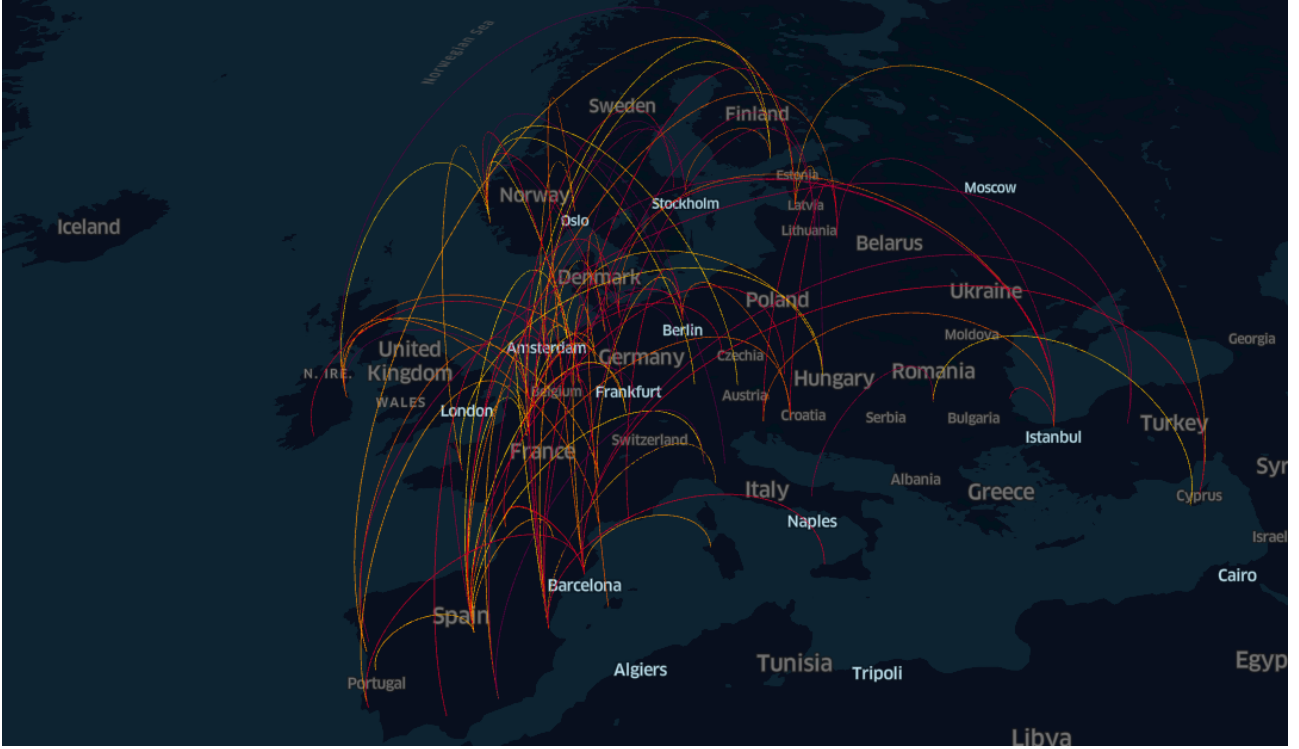 Norwegian Sea
Sweden
Finland
Estonia
Moscow
Norway
Stockholm
Latvia
Oslo
Iceland
Lithuania
Belarus
Denmark
Ukraine
Poland
Berlin
Moldova
Georgia
United
Kingdom
Amsterdam
Germany
Czechia
N. IRE.
Hungary
Romania
Belgium
Frankfurt
Austria
WALES
London
Croatia
Serbia
Bulgaria
Turkey
Istanbul
Switzerland
France
Syr
Albania
Italy
Greece
Cyprus
Naples
Israel
Cairo
Barcelona
Spain
Egyp
Tunisia
Algiers
Tripoli
Portugal
Libya